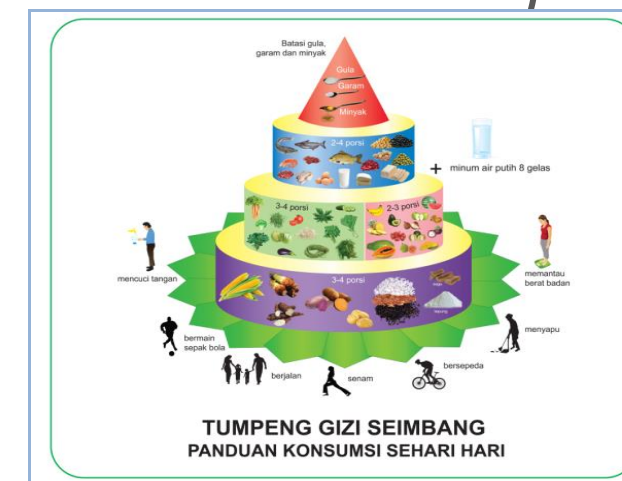 Batasi gula,
garam dan minyak
Gula
Garam
Minyak
2-4 porsi
+
minum air putih 8 gelas
3-4 porsi
2-3 porsi
3-4 porsi
mencuci tangan
memantau
berat badan
bermain
sepak bola
menyapu
berjalan
senam
bersepeda
TUMPENG GIZI SEIMBANG
PANDUAN KONSUMSI SEHARI HARI